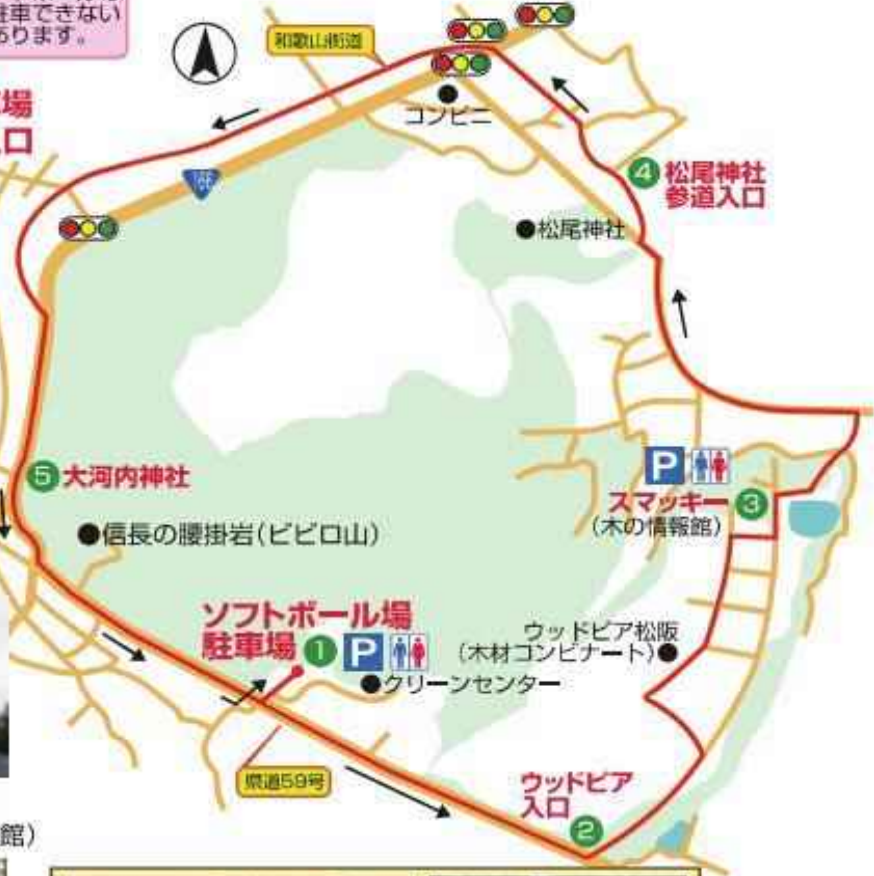 駐車できない
あります。
場
口
和歌山街道
コンビニ
166
4 松尾神社
参道入口
●松尾神社
5 大河内神社
●信長の腰掛岩(ビビロ山)
P
スマッキー 3
(木の情報館)
ソフトボール場
駐車場 1 P
ウッドピア松阪
(木材コンビナート)●
●クリーンセンター
県道59号
ウッドピア
入口
2
館)